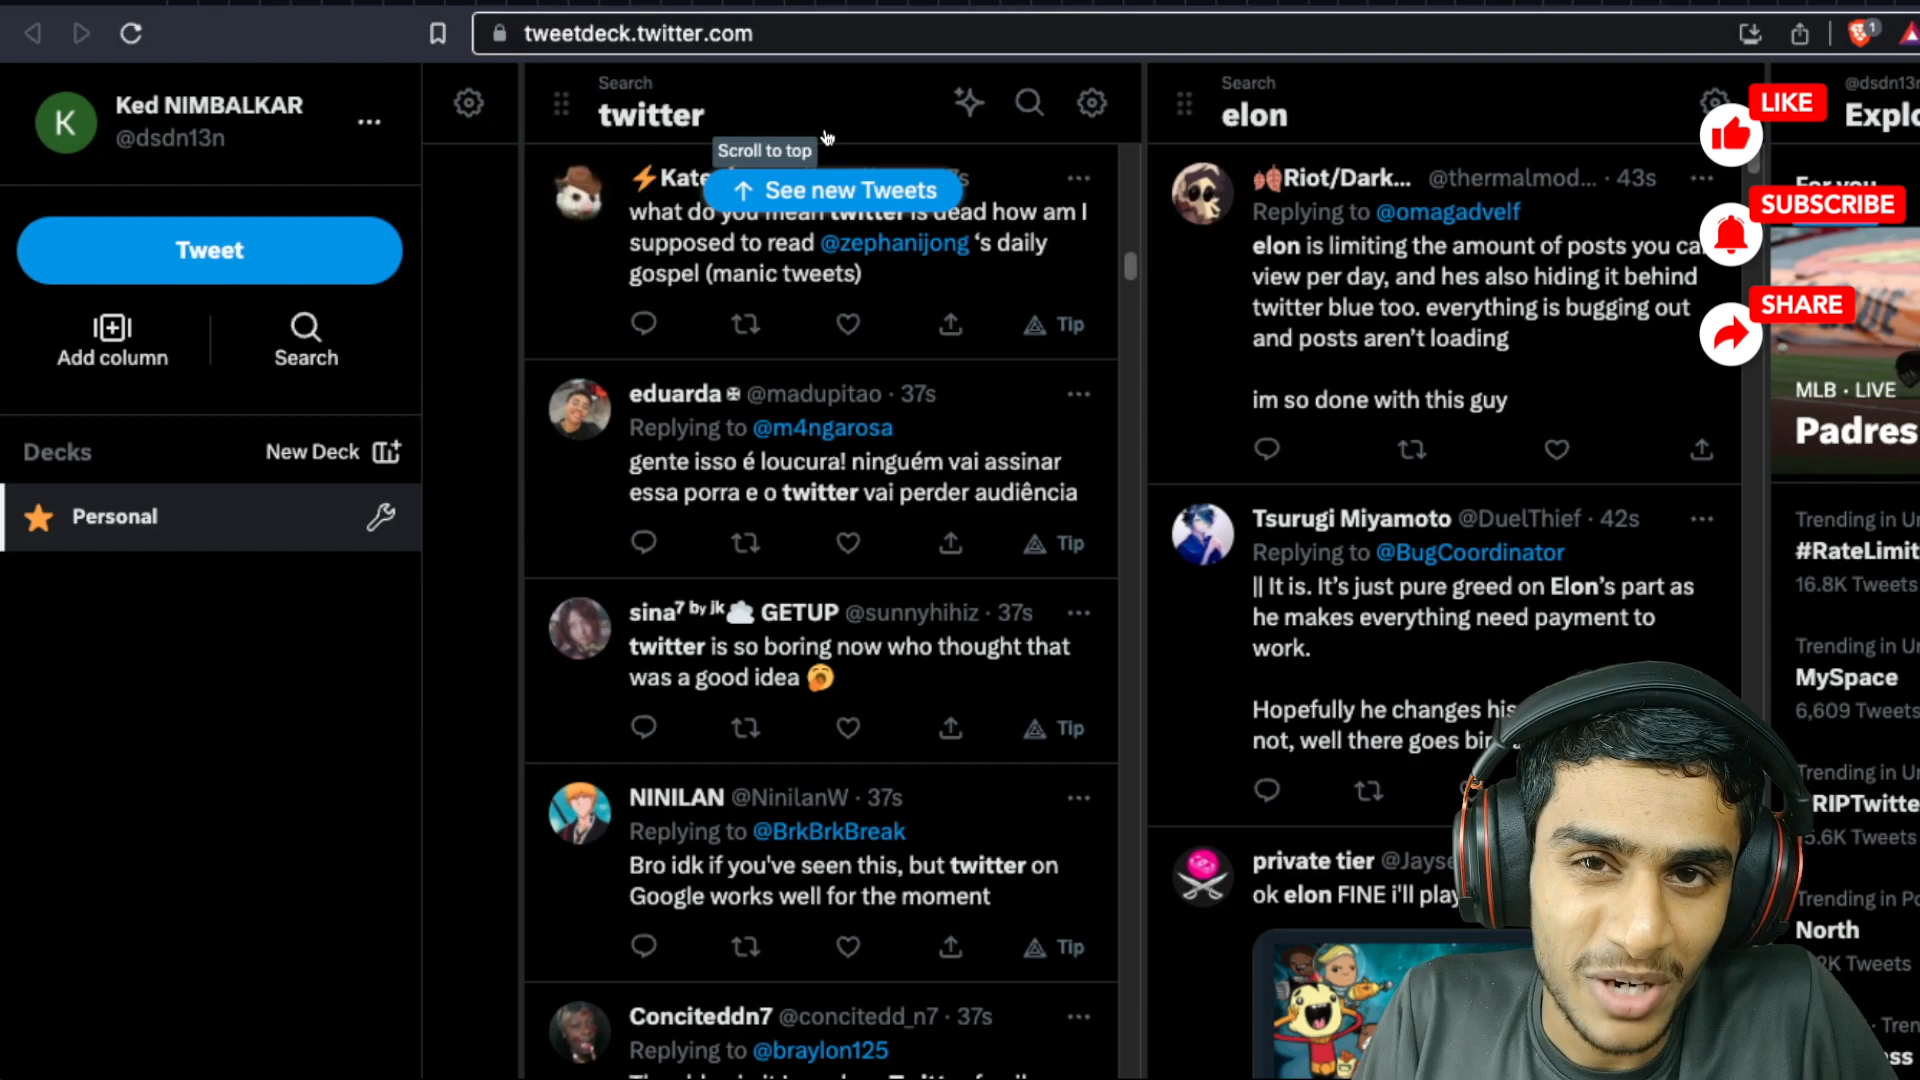 tweetdeck.twitter.com
1
K
Ked NIMBALKAR
@dsdn13n
Tweet
Add column
Search
Decks
New Deck
Personal
Search
twitter
Scroll to top
See new Tweets
⚡Kate
what do you mean twitter is dead how am I
supposed to read @zephanijong ‘s daily
gospel (manic tweets)
Tip
eduarda ✠ @madupitao · 37s
Replying to @m4ngarosa
gente isso é loucura! ninguém vai assinar
essa porra e o twitter vai perder audiência
Tip
sina⁷ ᵇʸ ʲᵏ☁️ GETUP @sunnyhihiz · 37s
twitter is so boring now who thought that
was a good idea 🥱
Tip
NINILAN @NinilanW · 37s
Replying to @BrkBrkBreak
Bro idk if you've seen this, but twitter on
Google works well for the moment
Tip
Conciteddn7 @concitedd_n7 · 37s
Replying to @braylon125
Search
elon
Riot/Dark... @thermalmod... · 43s
Replying to @omagadvelf
elon is limiting the amount of posts you ca
view per day, and hes also hiding it behind
twitter blue too. everything is bugging out
and posts aren’t loading
im so done with this guy
Tsurugi Miyamoto @DuelThief · 42s
Replying to @BugCoordinator
|| It is. It’s just pure greed on Elon’s part as
he makes everything need payment to
work.
Hopefully he changes his
not, well there goes bir
private tier @Jayse
ok elon FINE i'll play
LIKE
SUBSCRIBE
SHARE
@dsdn13n
Explo
For you
MLB · LIVE
Padres
Trending in Un
#RateLimit
16.8K Tweets
Trending in Un
MySpace
6,609 Tweets
Trending in Un
RIPTwitte
5.6K Tweets
Trending in Po
North
2K Tweets
Tren
ss